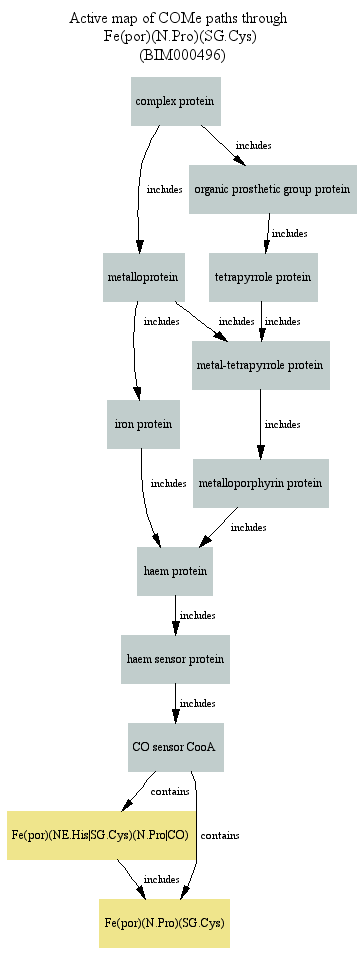 Active map of COMe paths through
Fe(por)(N.Pro)(SG.Cys)
(BIM000496)
complex protein
includes
includes
organic prosthetic group protein
includes
metalloprotein
tetrapyrrole protein
includes
includes
includes
metal-tetrapyrrole protein
iron protein
includes
includes
metalloporphyrin protein
includes
haem protein
includes
haem sensor protein
includes
CO sensor CooA
contains
Fe(por)(NE.His|SG.Cys)(N.Pro|CO)
contains
includes
Fe(por)(N.Pro)(SG.Cys)